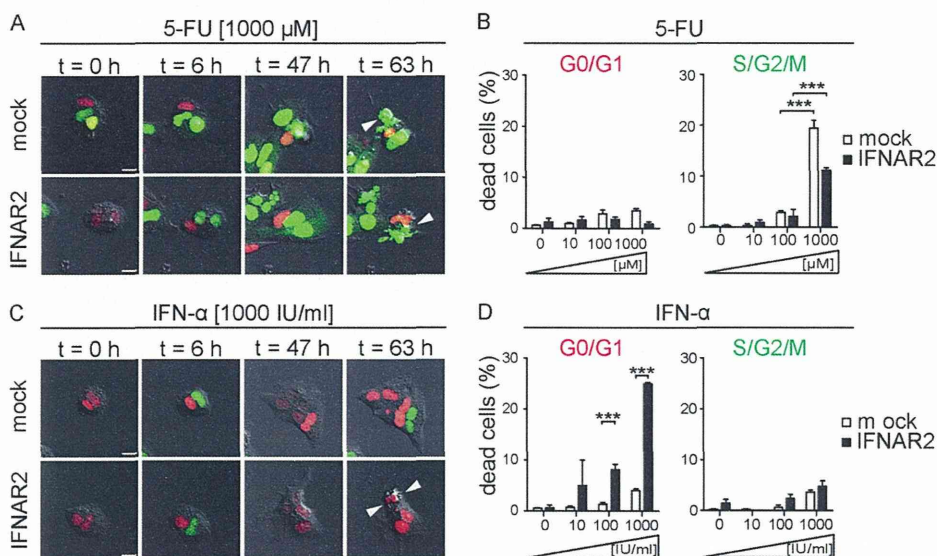 A
5-FU [1000 µM]
t = 0 h t = 6 h t = 47 h t = 63 h
mock
IFNAR2
B
5-FU
G0/G1 S/G2/M
dead cells (%)
30
20
10
0
0 10 100 1000
[µM]
30
20
10
0
*** 
***
0 10 100 1000
[µM]
mock
IFNAR2
C
IFN-α [1000 IU/ml]
t = 0 h t = 6 h t = 47 h t = 63 h
mock
IFNAR2
D
IFN-α
G0/G1 S/G2/M
dead cells (%)
30
20
10
0
***
***
0 10 100 1000
[IU/ml]
30
20
10
0
0 10 100 1000
[IU/ml]
m ock
IFNAR2